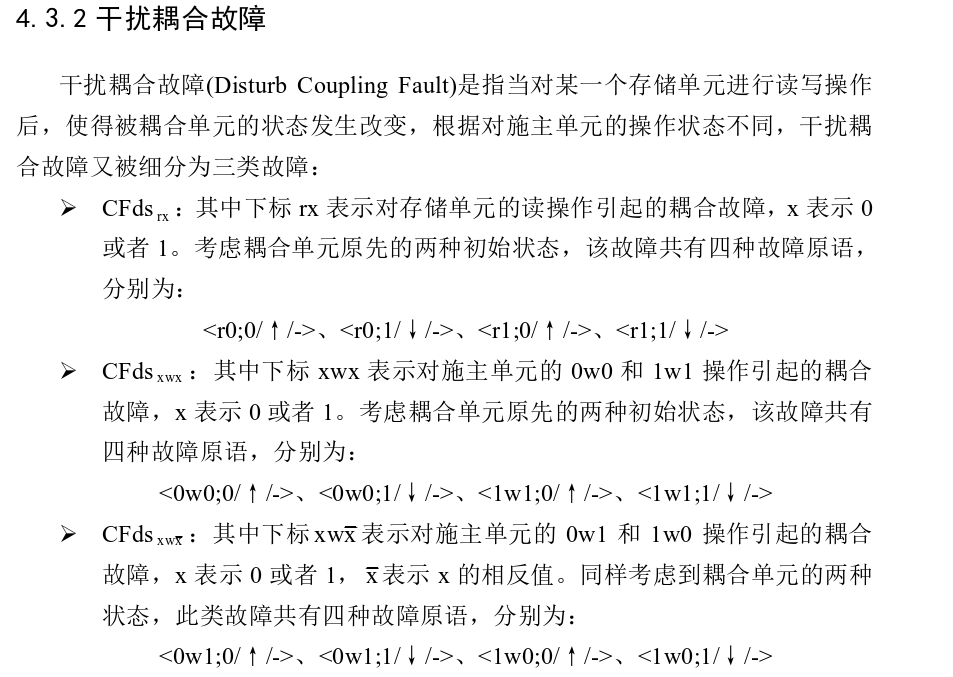 4.3.2 干扰耦合故障
干扰耦合故障(Disturb Coupling Fault)是指当对某一个存储单元进行读写操作
后，使得被耦合单元的状态发生改变，根据对施主单元的操作状态不同，干扰耦
合故障又被细分为三类故障：
➢ CFds rx：其中下标 rx 表示对存储单元的读操作引起的耦合故障，x 表示 0
或者 1。考虑耦合单元原先的两种初始状态，该故障共有四种故障原语，
分别为：
<r0;0/↑/->、<r0;1/↓/->、<r1;0/↑/->、<r1;1/↓/->
➢ CFds xwx：其中下标 xwx 表示对施主单元的 0w0 和 1w1 操作引起的耦合
故障，x 表示 0 或者 1。考虑耦合单元原先的两种初始状态，该故障共有
四种故障原语，分别为：
<0w0;0/↑/->、<0w0;1/↓/->、<1w1;0/↑/->、<1w1;1/↓/->
➢ CFds xwx̅：其中下标 xwx̅ 表示对施主单元的 0w1 和 1w0 操作引起的耦合
故障，x 表示 0 或者 1，x̅ 表示 x 的相反值。同样考虑到耦合单元的两种
状态，此类故障共有四种故障原语，分别为：
<0w1;0/↑/->、<0w1;1/↓/->、<1w0;0/↑/->、<1w0;1/↓/->